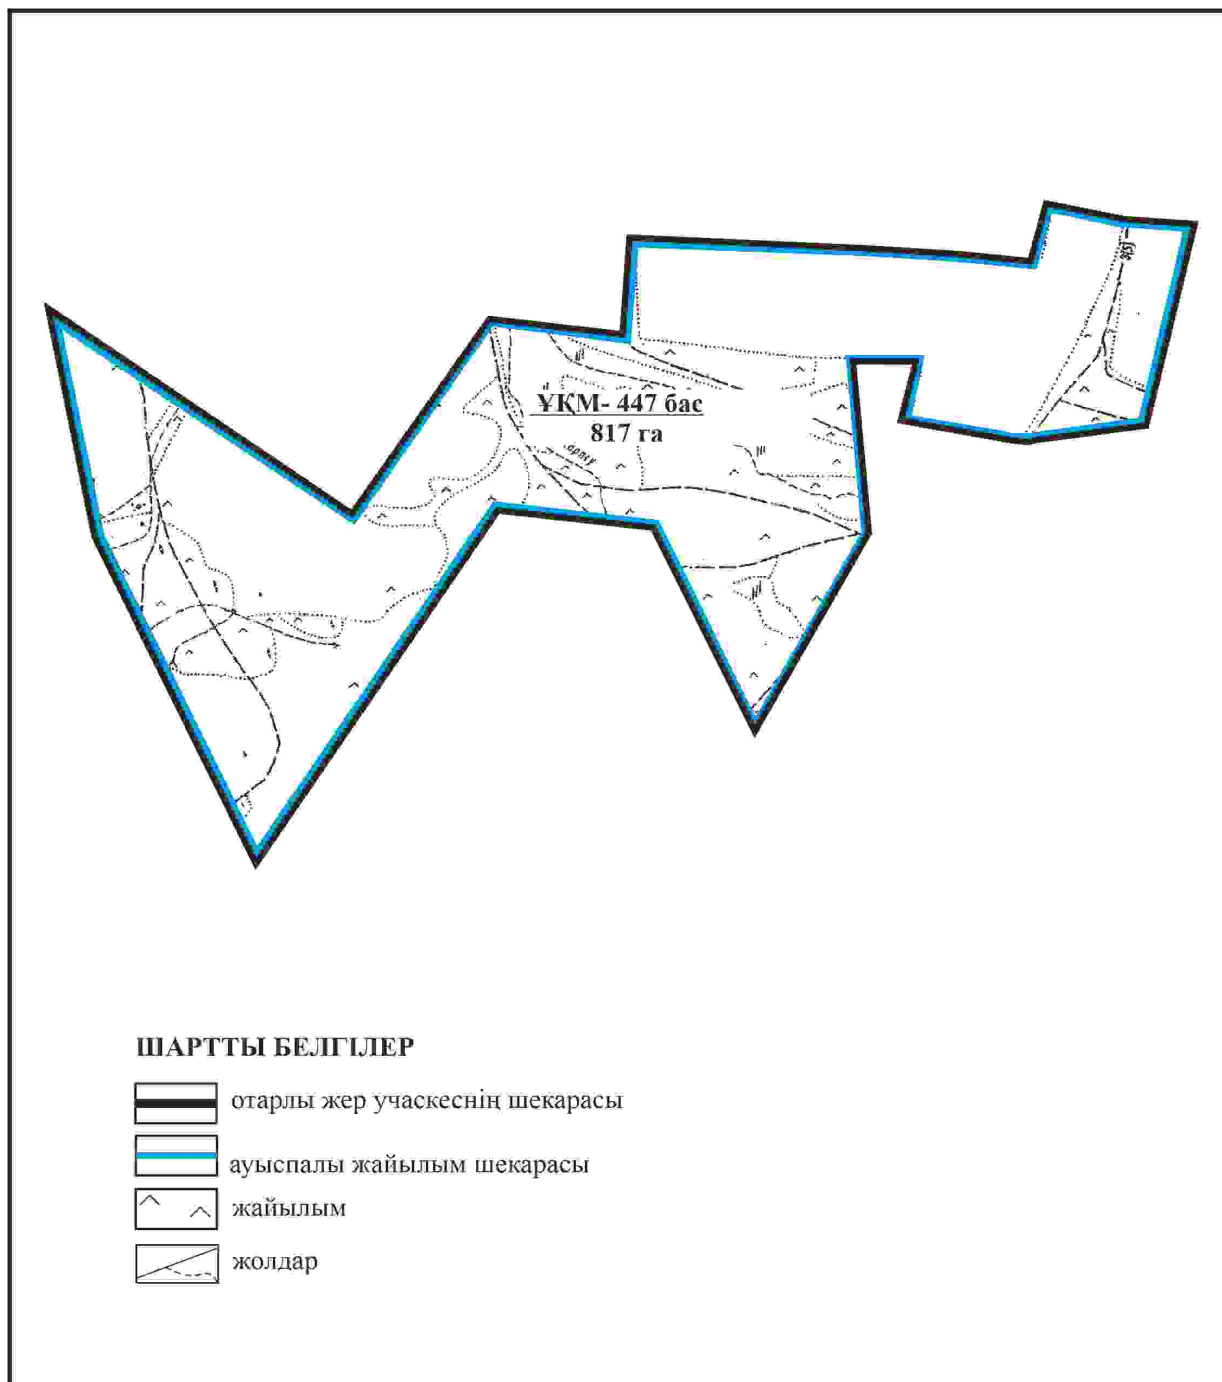 ҰҚМ- 447 бас
817 га
ШАРТТЫ БЕЛГІЛЕР
отарлы жер учаскеснің шекарасы
ауыспалы жайылым шекарасы
жайылым
жолдар